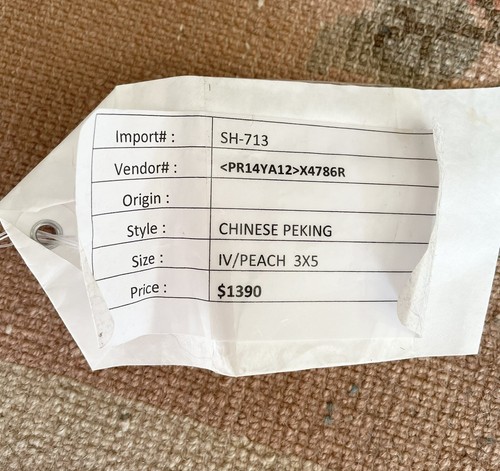 Import# : SH-713
Vendor# : <PR14YA12>X4786R
Origin :
Style : CHINESE PEKING
Size : IV/PEACH 3X5
Price : $1390